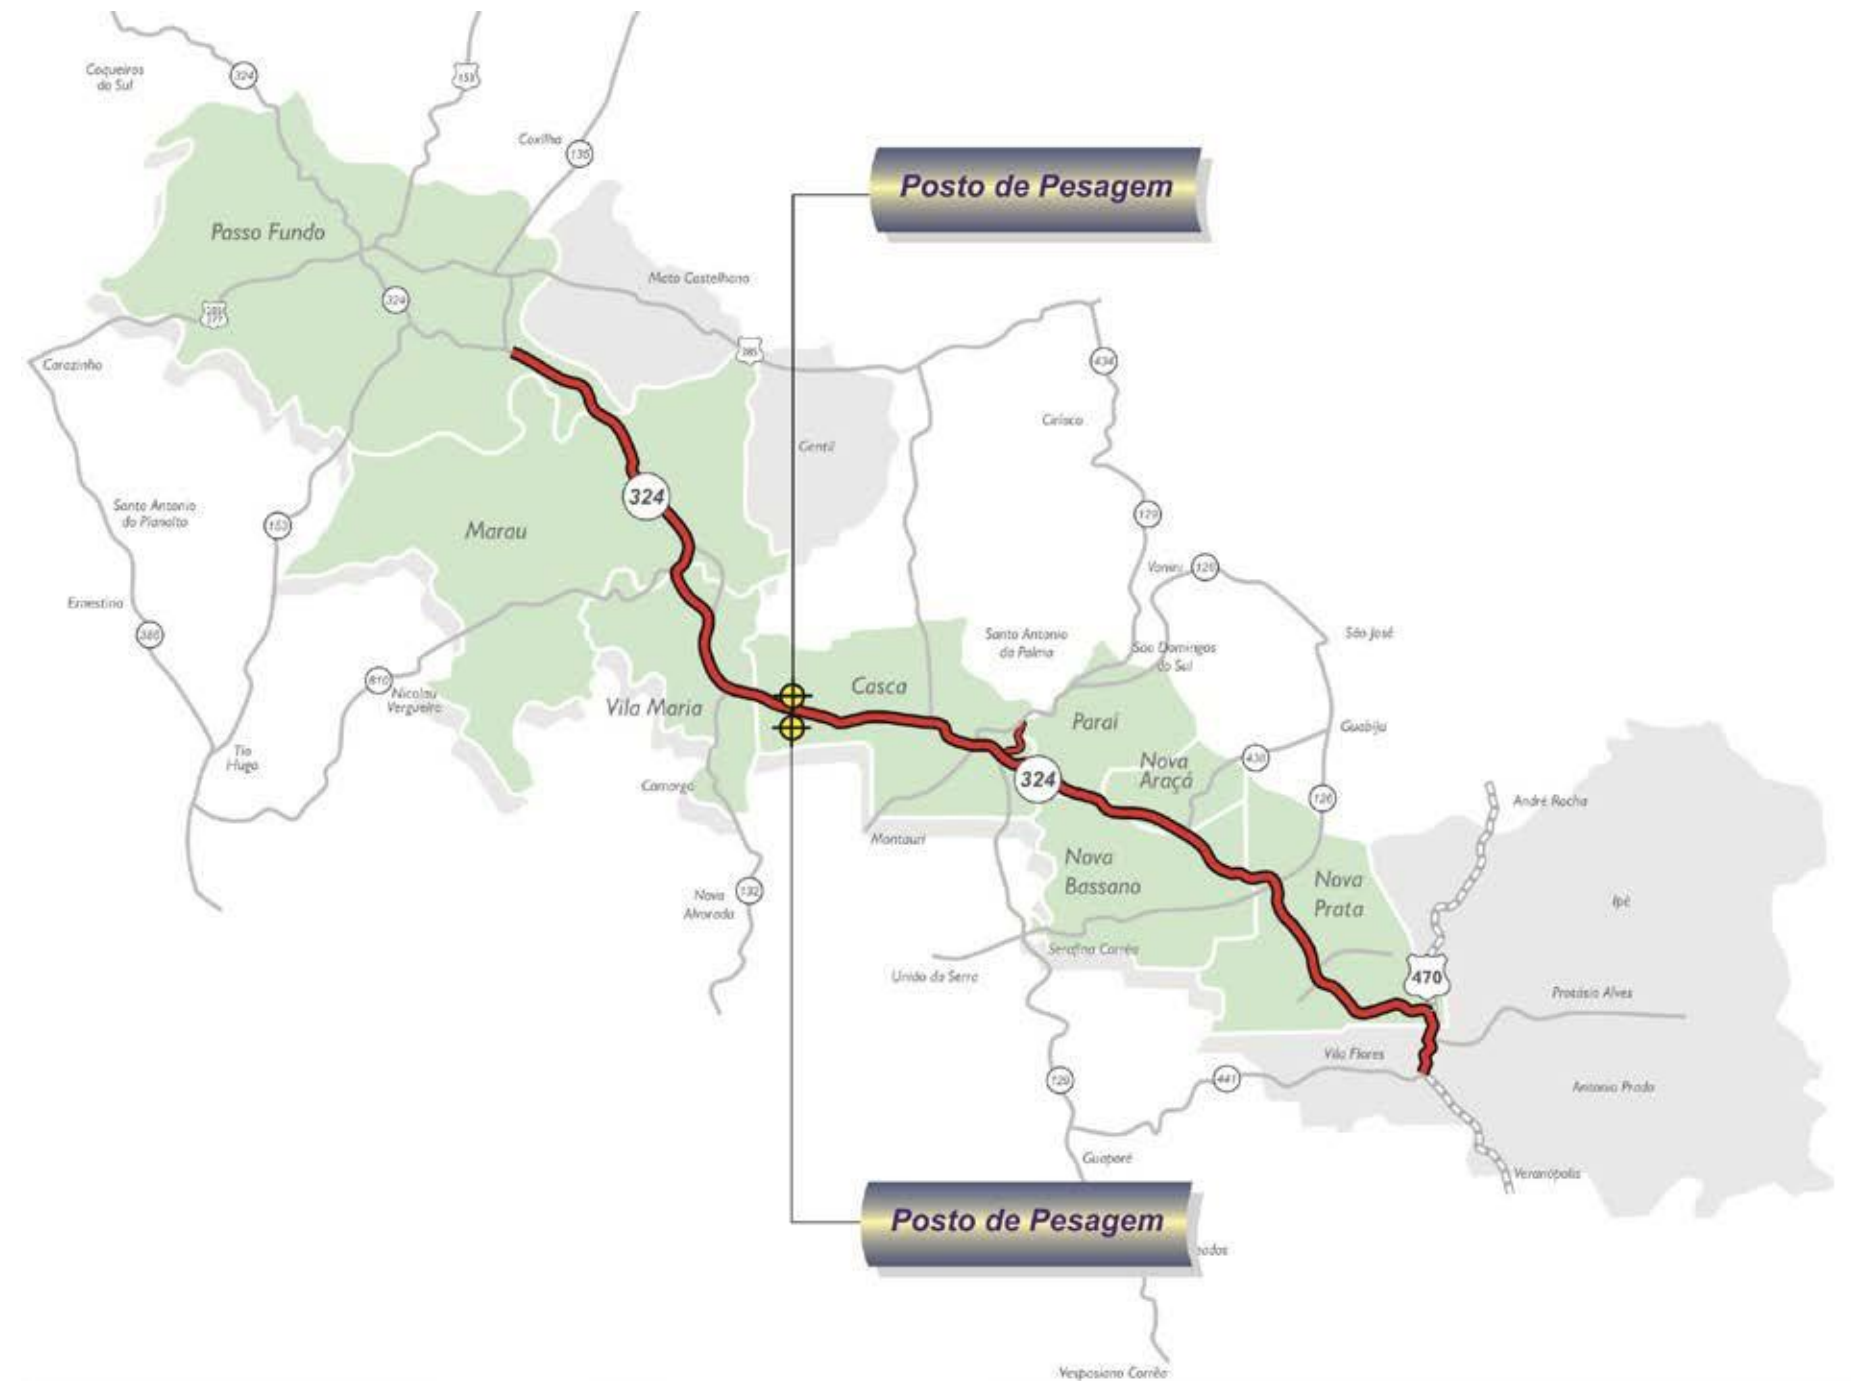 Coqueiros
do Sul
324
153
Coxilha
135
Posto de Pesagem
Passo Fundo
Mato Castelhano
324
285
Carazinho
434
Ciríaco
Gentil
324
Santo Antonio
do Planalto
153
Marau
129
Vanini
126
Ernestina
386
Santo Antonio
da Palma
São Domingos
do Sul
São José
810
Nicolau
Vergueiro
Vila Maria
Casca
Paraí
Guabiju
Tio
Hugo
Nova
Araçá
438
324
Camargo
126
André Rocha
Montauri
Nova
Bassano
Nova
Prata
Nova
Alvorada
132
Ipê
Serafina Corrêa
União da Serra
470
Protásio Alves
Vila Flores
129
441
Antonio Prado
Guaporé
Veranópolis
Posto de Pesagem
Vespasiano Corrêa